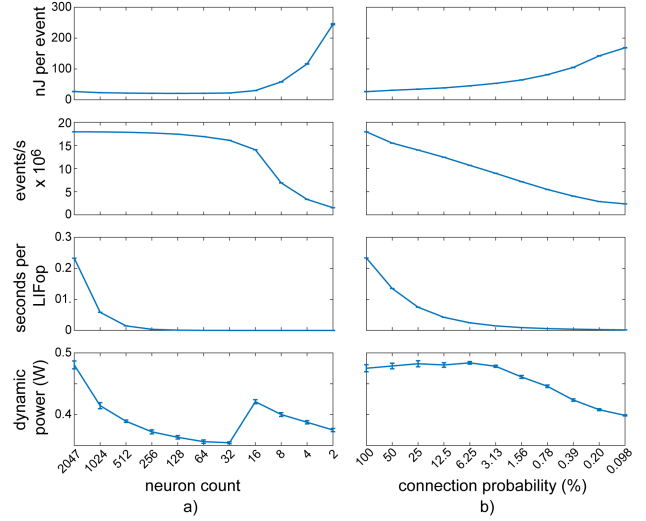 300
200
100
0
nJ per event
20
15
10
5
0
events/s
x 10⁶
0.3
0.2
0.1
0
seconds per
LIFop
0.5
0.4
dynamic
power (W)
2047 1024 512 256 128 64 32 16 8 4 2
neuron count
a)
100 50 25 12.5 6.25 3.13 1.56 0.78 0.39 0.20 0.098
connection probability (%)
b)